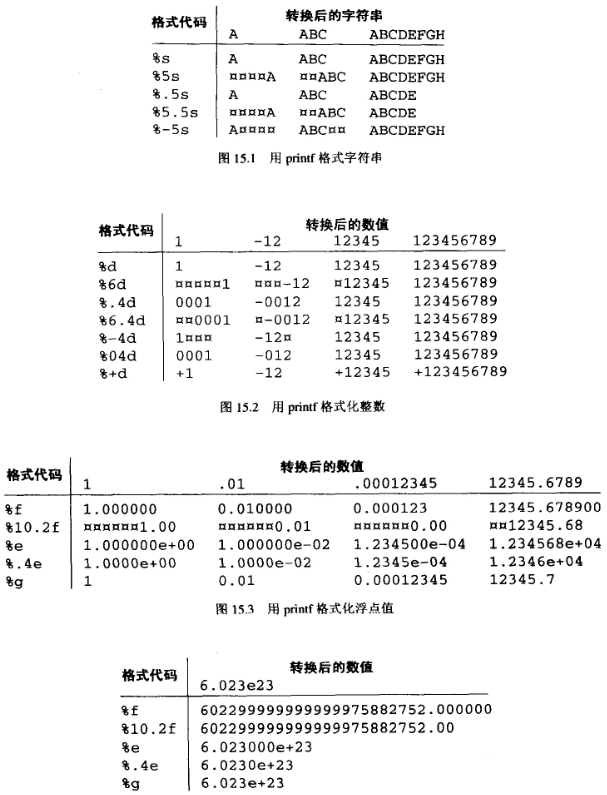 格式代码 转换后的字符串
A ABC ABCDEFGH
%s A ABC ABCDEFGH
%5s ¤¤¤¤A ¤¤ABC ABCDEFGH
%.5s A ABC ABCDE
%5.5s ¤¤¤¤A ¤¤ABC ABCDE
%-5s A¤¤¤¤ ABC¤¤ ABCDEFGH
图 15.1 用 printf 格式字符串
格式代码 转换后的数值
1 -12 12345 123456789
%d 1 -12 12345 123456789
%6d ¤¤¤¤¤1 ¤¤¤-12 ¤12345 123456789
%.4d 0001 -0012 12345 123456789
%6.4d ¤¤0001 ¤-0012 ¤12345 123456789
%-4d 1¤¤¤ -12¤ 12345 123456789
%04d 0001 -012 12345 123456789
%+d +1 -12 +12345 +123456789
图 15.2 用 printf 格式化整数
格式代码 转换后的数值
1 .01 .00012345 12345.6789
%f 1.000000 0.010000 0.000123 12345.678900
%10.2f ¤¤¤¤¤¤1.00 ¤¤¤¤¤¤0.01 ¤¤¤¤¤¤0.00 ¤¤12345.68
%e 1.000000e+00 1.000000e-02 1.234500e-04 1.234568e+04
%.4e 1.0000e+00 1.0000e-02 1.2345e-04 1.2346e+04
%g 1 0.01 0.00012345 12345.7
图 15.3 用 printf 格式化浮点值
格式代码 转换后的数值
6.023e23
%f 602299999999999975882752.000000
%10.2f 602299999999999975882752.00
%e 6.023000e+23
%.4e 6.0230e+23
%g 6.023e+23